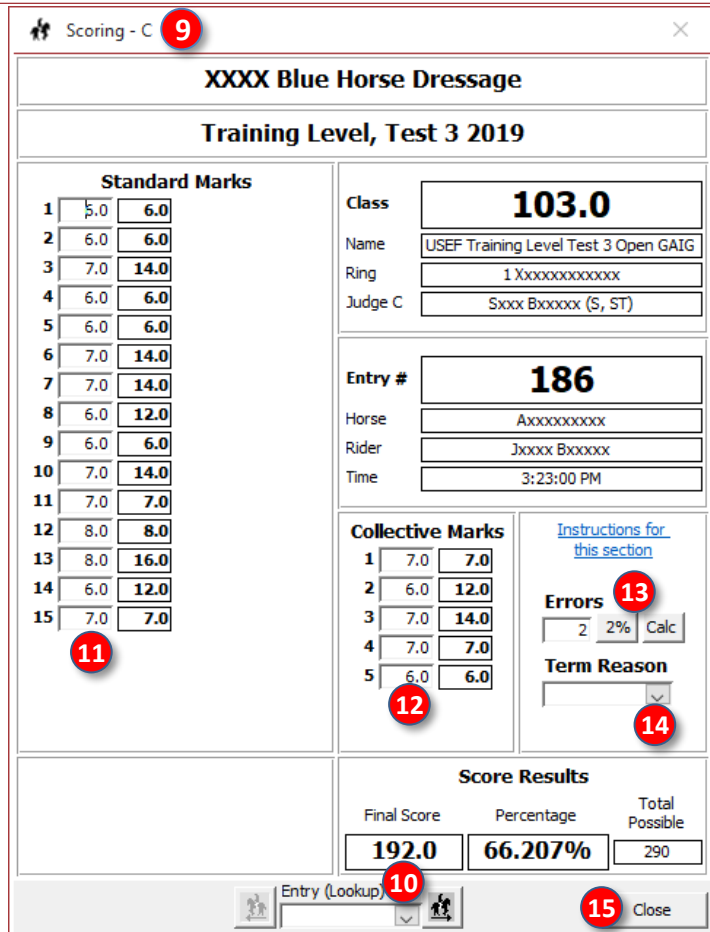 Scoring - C 9
XXXX Blue Horse Dressage
Training Level, Test 3 2019
Standard Marks
1 6.0 6.0
2 6.0 6.0
3 7.0 14.0
4 6.0 6.0
5 6.0 6.0
6 7.0 14.0
7 7.0 14.0
8 6.0 12.0
9 6.0 6.0
10 7.0 14.0
11 7.0 7.0
12 8.0 8.0
13 8.0 16.0
14 6.0 12.0
15 7.0 7.0
11
Class 103.0
Name USEF Training Level Test 3 Open GAIG
Ring 1 Xxxxxxxxxxxx
Judge C Sxxx Bxxxxx (S, ST)
Entry # 186
Horse Axxxxxxxxx
Rider Jxxxx Bxxxxx
Time 3:23:00 PM
Collective Marks
1 7.0 7.0
2 6.0 12.0
3 7.0 14.0
4 7.0 7.0
5 6.0 6.0
12
Instructions for
this section
13
Errors
2 2% Calc
Term Reason
14
Score Results
Final Score Percentage Total Possible
192.0 66.207% 290
Entry (Lookup) 10
15 Close